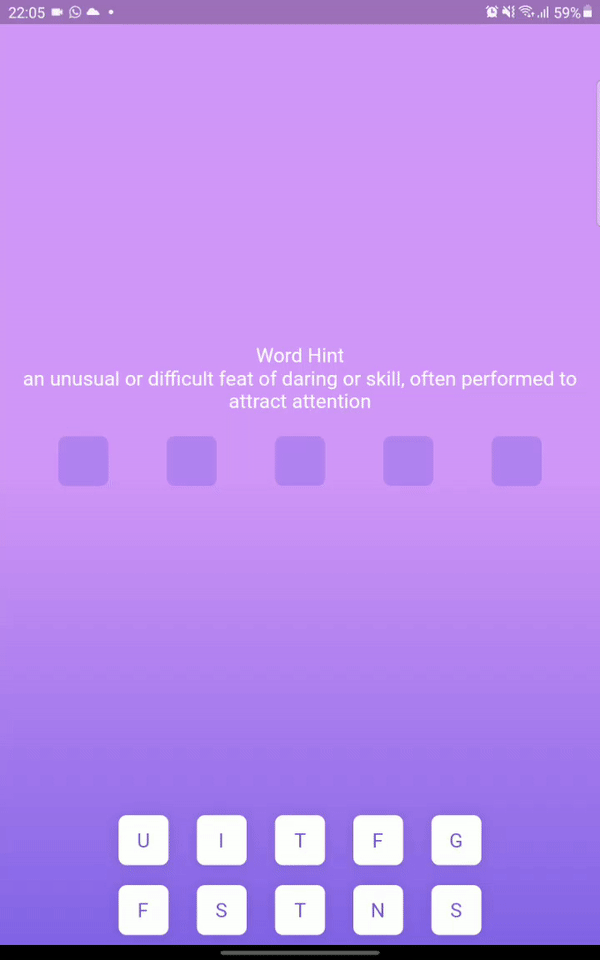 22:05 59%
Word Hint
an unusual or difficult feat of daring or skill, often performed to
attract attention
U I T F G
F S T N S